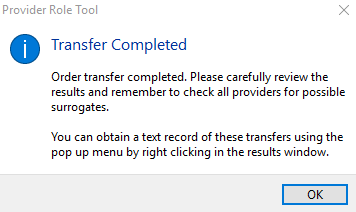 Provider Role Tool
Transfer Completed
Order transfer completed. Please carefully review the
results and remember to check all providers for possible
surrogates.
You can obtain a text record of these transfers using the
pop up menu by right clicking in the results window.
OK